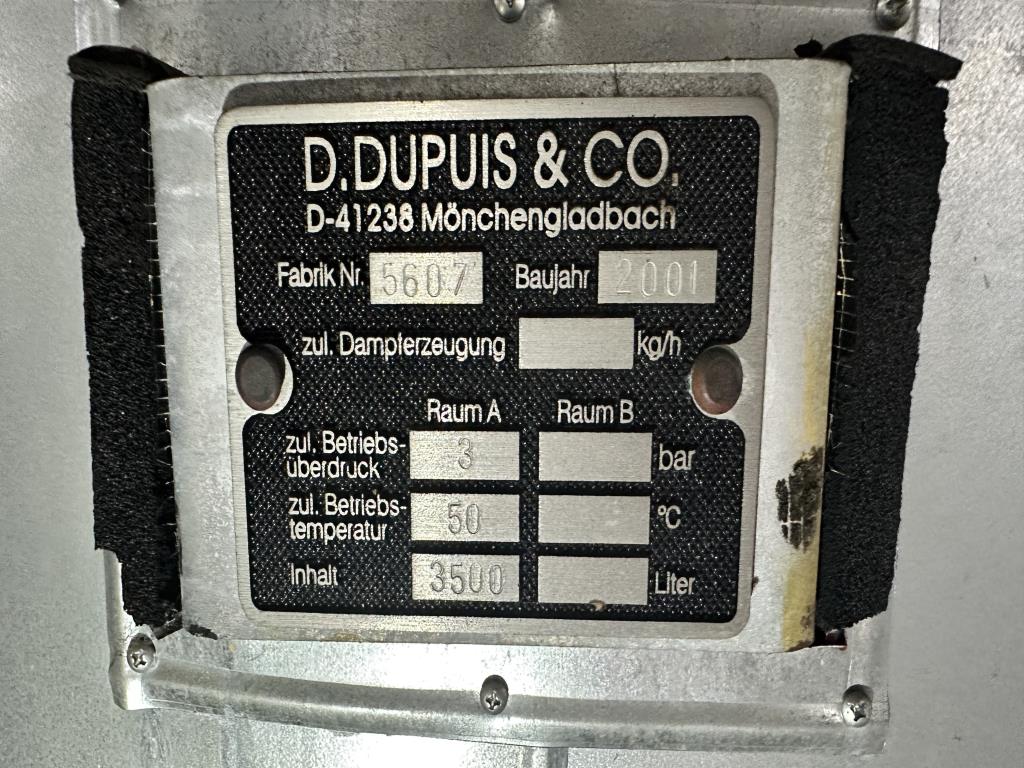 D.DUPUIS & CO.
D-41238 Mönchengladbach
Fabrik Nr. 5607 Baujahr 2001
zul. Dampferzeugung kg/h
Raum A Raum B
zul. Betriebs-
überdruck 3 bar
zul. Betriebs-
temperatur 50 °C
Inhalt 3500 Liter